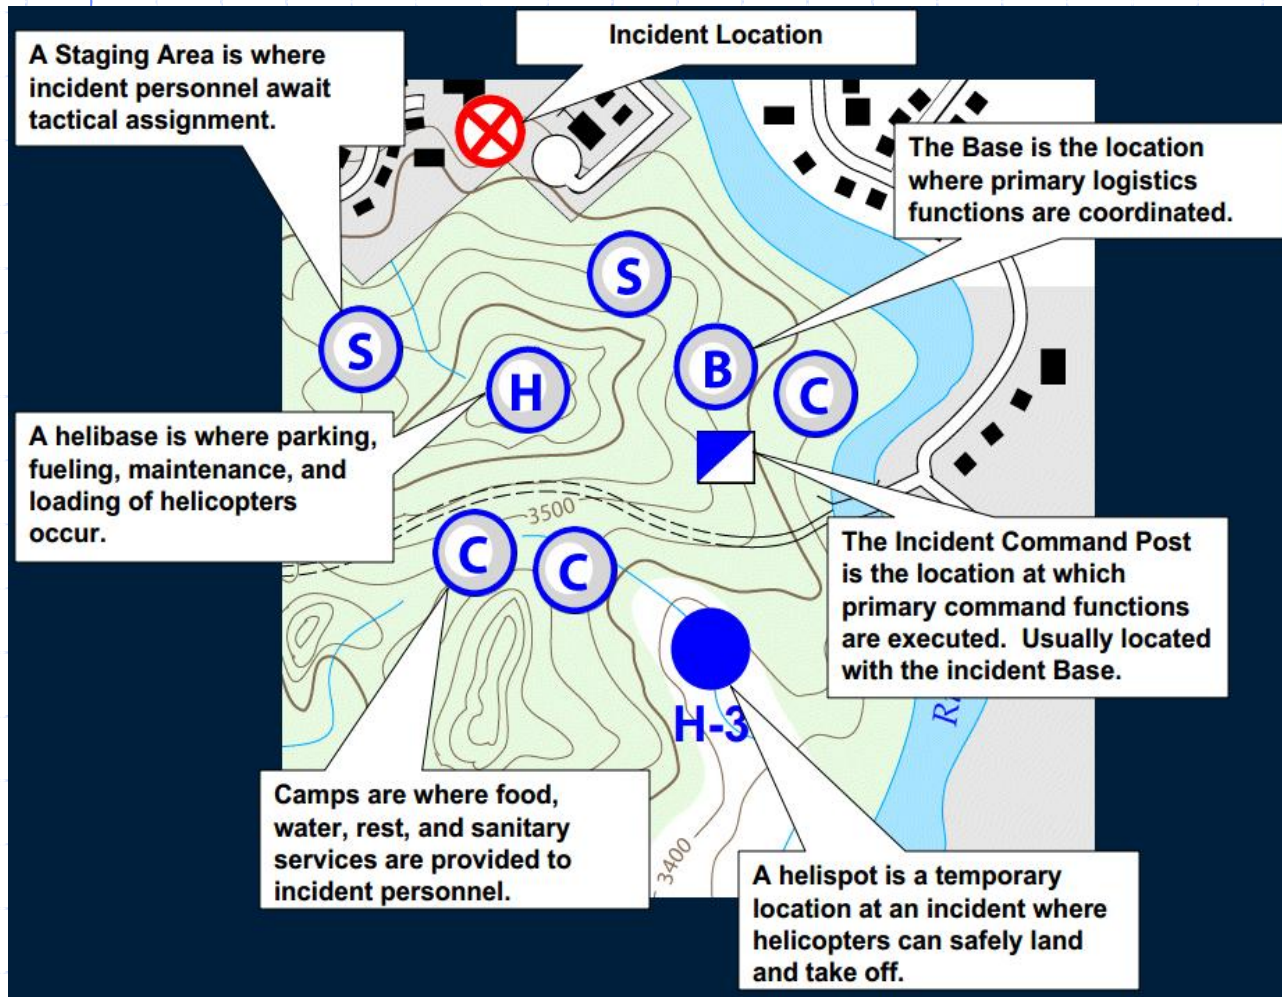 A Staging Area is where
incident personnel await
tactical assignment.
Incident Location
The Base is the location
where primary logistics
functions are coordinated.
S
S
B
C
H
A helibase is where parking,
fueling, maintenance, and
loading of helicopters
occur.
3500
C
C
The Incident Command Post
is the location at which
primary command functions
are executed. Usually located
with the incident Base.
H-3
Camps are where food,
water, rest, and sanitary
services are provided to
incident personnel.
3400
A helispot is a temporary
location at an incident where
helicopters can safely land
and take off.